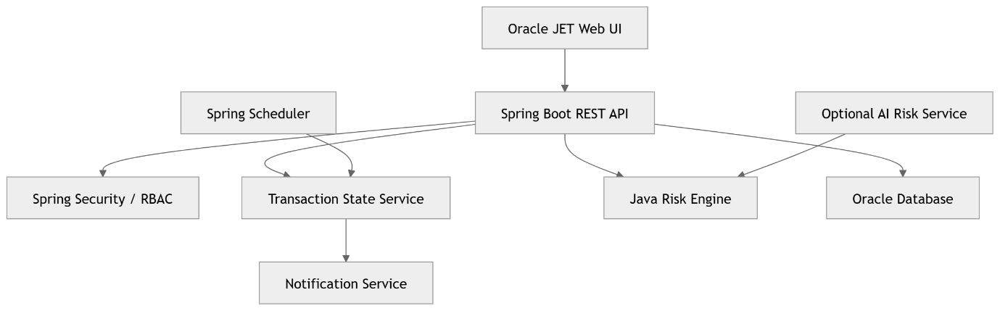 Oracle JET Web UI
Spring Scheduler
Spring Boot REST API
Optional AI Risk Service
Spring Security / RBAC
Transaction State Service
Java Risk Engine
Oracle Database
Notification Service